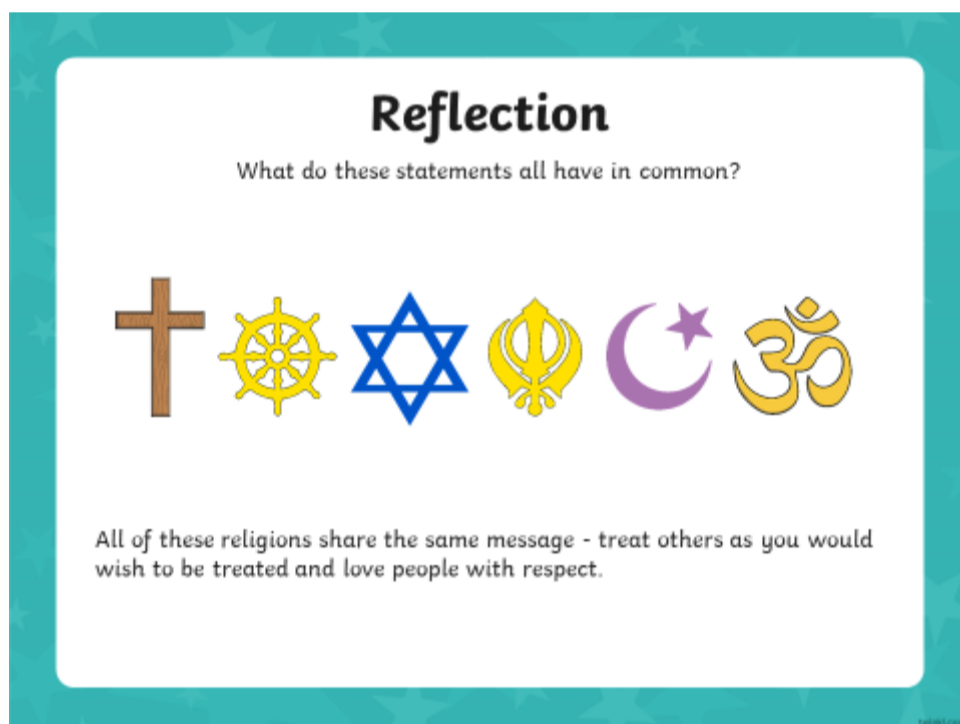 Reflection
What do these statements all have in common?
All of these religions share the same message - treat others as you would
wish to be treated and love people with respect.